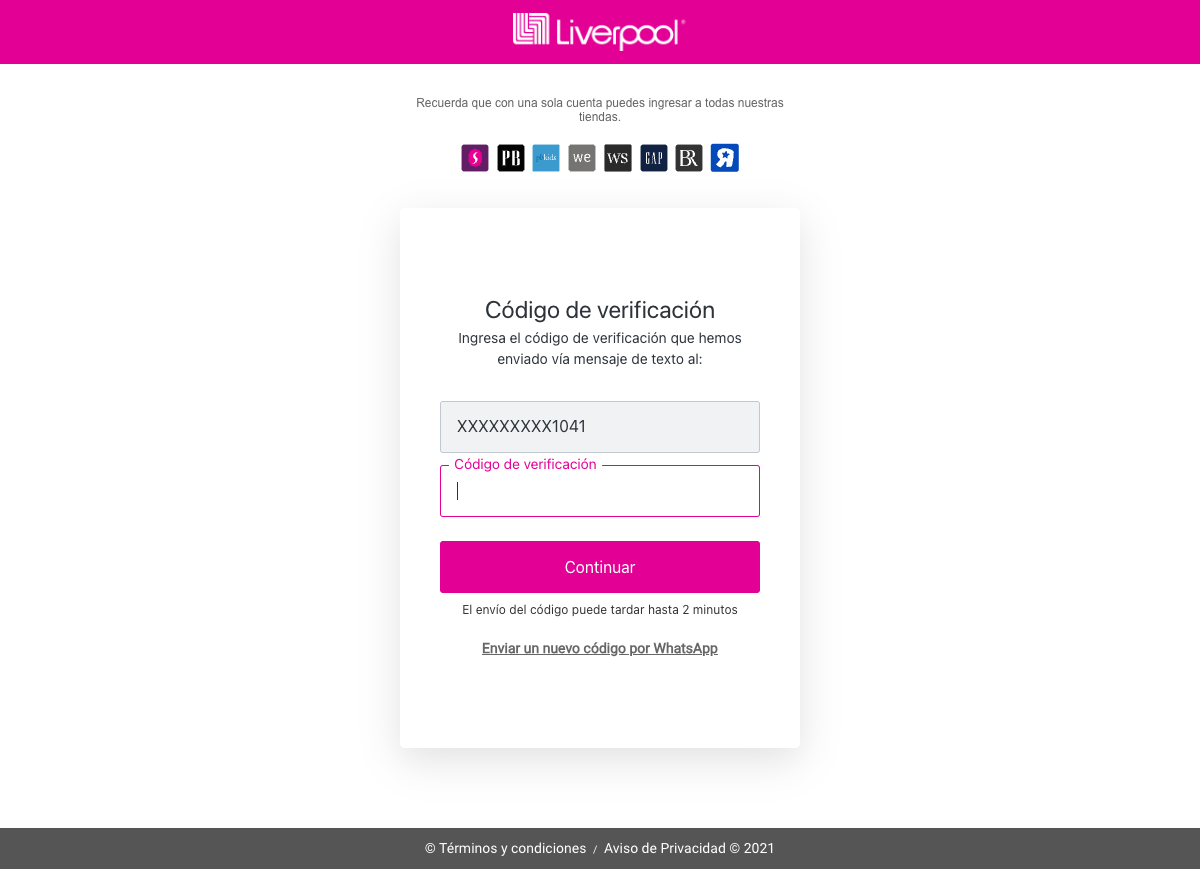 Liverpool
Recuerda que con una sola cuenta puedes ingresar a todas nuestras
tiendas.
S PB pbkids we WS GAP BR R
Código de verificación
Ingresa el código de verificación que hemos
enviado vía mensaje de texto al:
XXXXXXXXX1041
Código de verificación
Continuar
El envío del código puede tardar hasta 2 minutos
Enviar un nuevo código por WhatsApp
© Términos y condiciones / Aviso de Privacidad © 2021